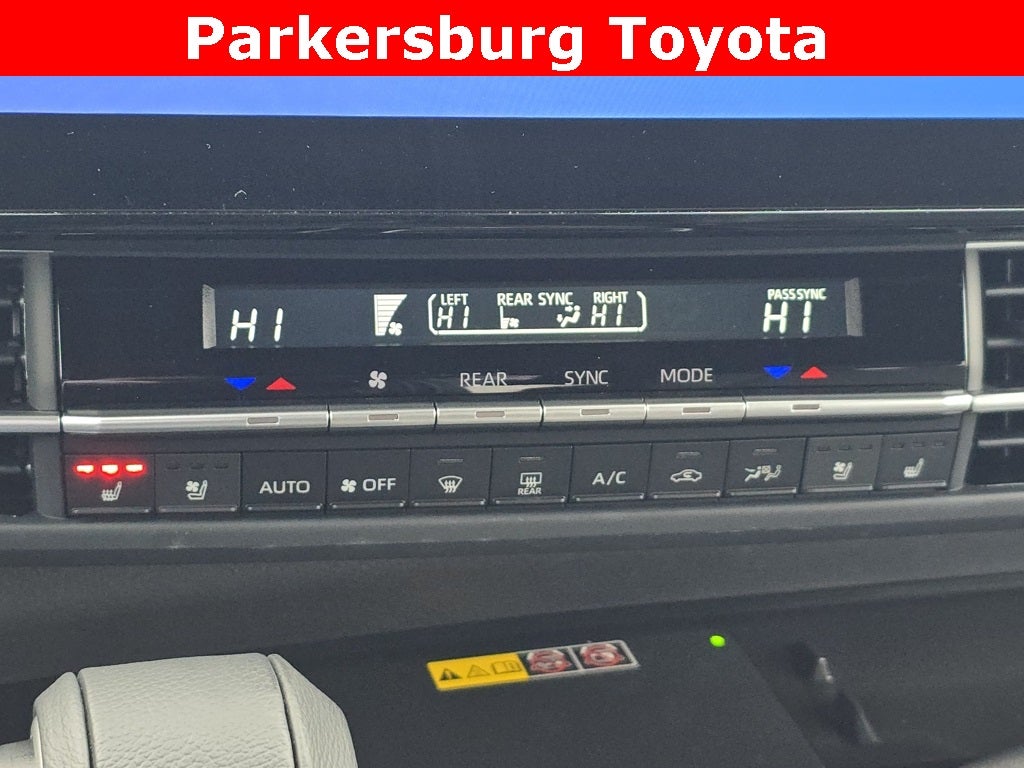 Parkersburg Toyota
HI LEFT HI REAR SYNC RIGHT HI PASS SYNC HI
REAR SYNC MODE
AUTO OFF REAR A/C